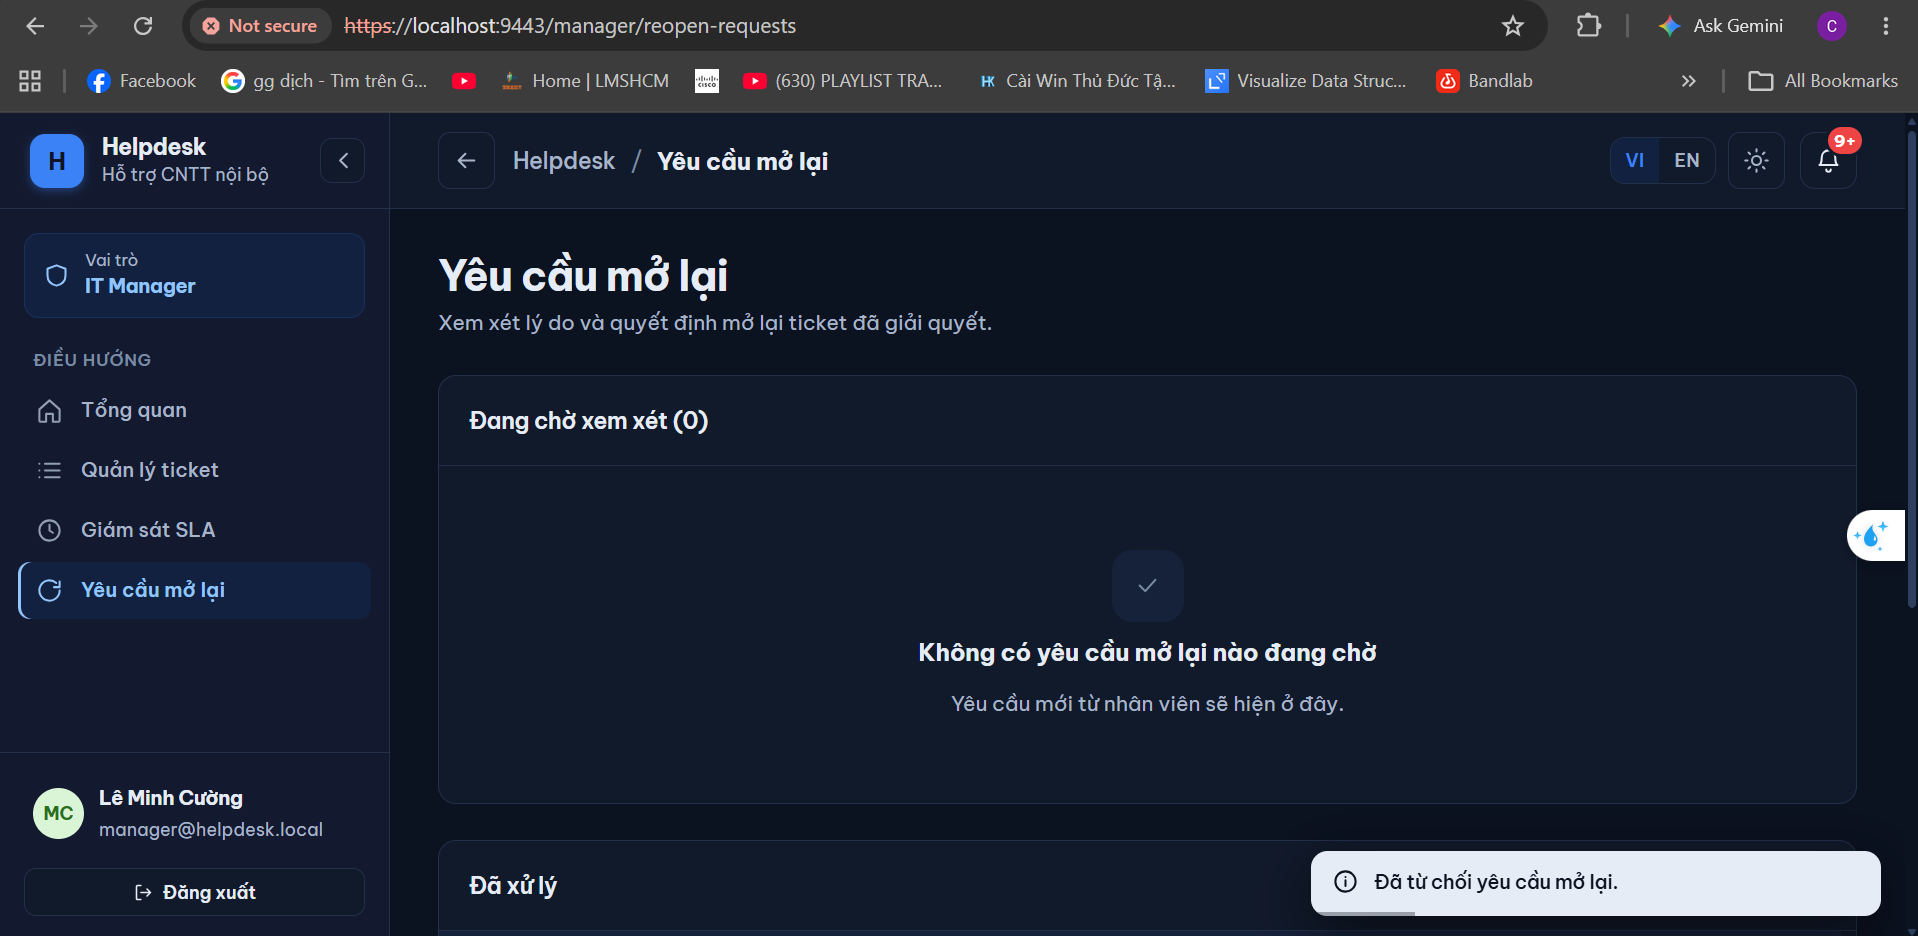 Not secure
https://localhost:9443/manager/reopen-requests
Ask Gemini
C
Facebook
gg dịch - Tìm trên G...
Home | LMSHCM
(630) PLAYLIST TRA...
Cài Win Thủ Đức Tậ...
Visualize Data Struc...
Bandlab
All Bookmarks
H
Helpdesk
Hỗ trợ CNTT nội bộ
Helpdesk / Yêu cầu mở lại
VI
EN
9+
Vai trò
IT Manager
ĐIỀU HƯỚNG
Tổng quan
Quản lý ticket
Giám sát SLA
Yêu cầu mở lại
Yêu cầu mở lại
Xem xét lý do và quyết định mở lại ticket đã giải quyết.
Đang chờ xem xét (0)
Không có yêu cầu mở lại nào đang chờ
Yêu cầu mới từ nhân viên sẽ hiện ở đây.
Đã xử lý
MC
Lê Minh Cường
manager@helpdesk.local
Đăng xuất
Đã từ chối yêu cầu mở lại.